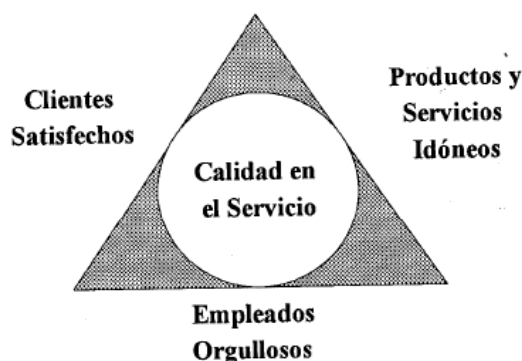 Clientes
Satisfechos
Productos y
Servicios
Idóneos
Calidad en
el Servicio
Empleados
Orgullosos